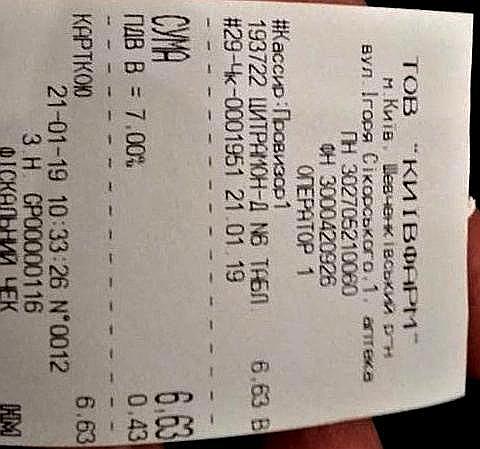 ТОВ "КИЇВФАРМ"
м.Київ, Шевченківський р-н
вул.Ігоря Сікорського,1, аптека
ПН 302705210060
ФН 3000420926
ОПЕРАТОР 1
#Кассир:Провизор1
193722 ЦИТРАМОН-Д N6 ТАБЛ 6,63 В
#29-Чк-0001951 21.01.19
СУМА 6,63
ПДВ В = 7,00% 0,43
КАРТКОЮ 6,63
21-01-19 10:33:26 N°0012
З.Н. СР00000116
ФІСКАЛЬНИЙ ЧЕК